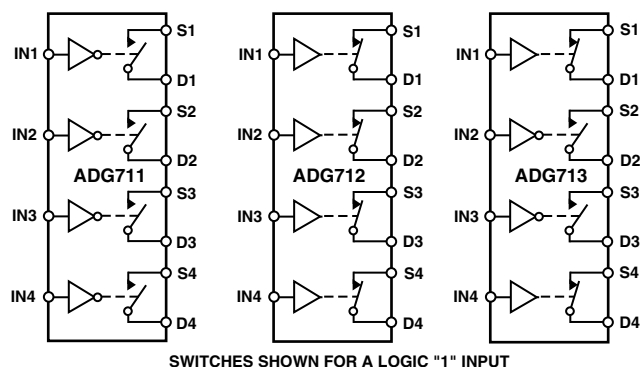 S1
IN1
D1
S2
IN2
D2
ADG711
S3
IN3
D3
S4
IN4
D4
S1
IN1
D1
S2
IN2
D2
ADG712
S3
IN3
D3
S4
IN4
D4
S1
IN1
D1
S2
IN2
D2
ADG713
S3
IN3
D3
S4
IN4
D4
SWITCHES SHOWN FOR A LOGIC "1" INPUT